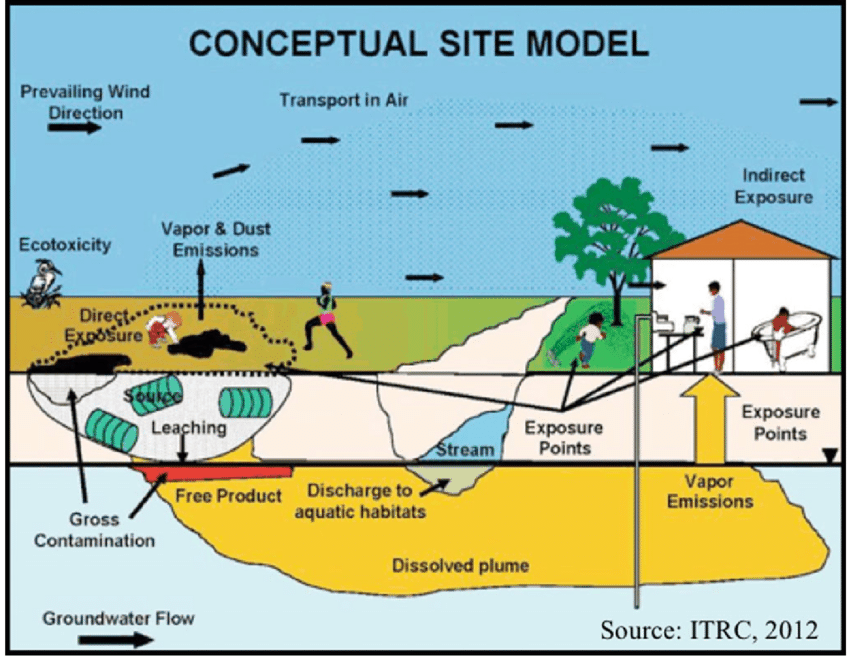 CONCEPTUAL SITE MODEL
Prevailing Wind
Direction
Transport in Air
Indirect
Exposure
Vapor & Dust
Emissions
Ecotoxicity
Direct
Exposure
Source
Leaching
Stream
Exposure
Points
Exposure
Points
Free Product
Discharge to
aquatic habitats
Vapor
Emissions
Gross
Contamination
Dissolved plume
Groundwater Flow
Source: ITRC, 2012